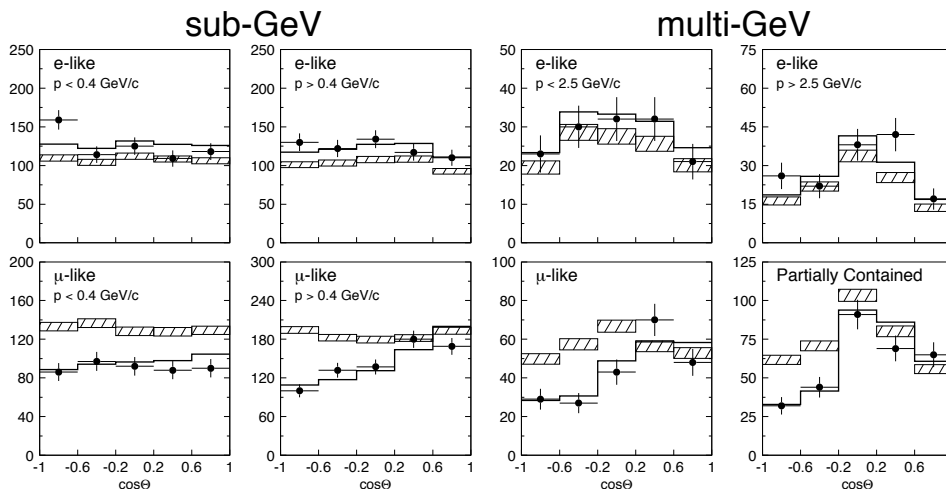 sub-GeV multi-GeV
250
200
150
100
50
0
e-like
p < 0.4 GeV/c
250
200
150
100
50
0
e-like
p > 0.4 GeV/c
50
40
30
20
10
0
e-like
p < 2.5 GeV/c
75
60
45
30
15
0
e-like
p > 2.5 GeV/c
200
160
120
80
40
0
μ-like
p < 0.4 GeV/c
-1 -0.6 -0.2 0.2 0.6 1
cosΘ
300
240
180
120
60
0
μ-like
p > 0.4 GeV/c
-1 -0.6 -0.2 0.2 0.6 1
cosΘ
100
80
60
40
20
0
μ-like
-1 -0.6 -0.2 0.2 0.6 1
cosΘ
125
100
75
50
25
0
Partially Contained
-1 -0.6 -0.2 0.2 0.6 1
cosΘ